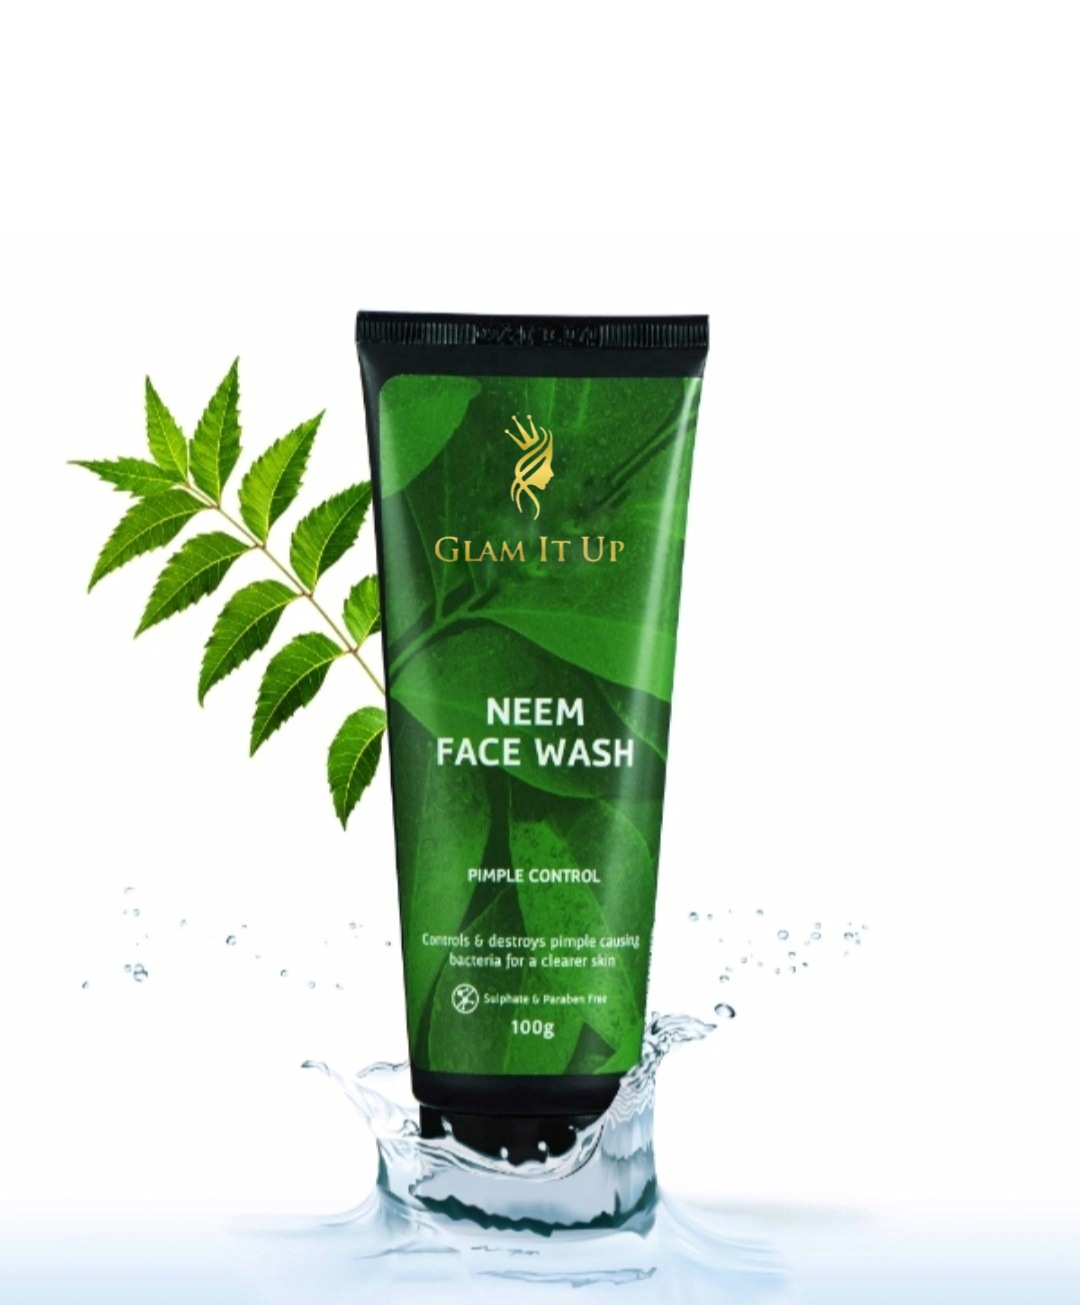 GLAM IT UP
NEEM
FACE WASH
PIMPLE CONTROL
Controls & destroys pimple causing
bacteria for a clearer skin
Sulphate & Paraben Free
100g